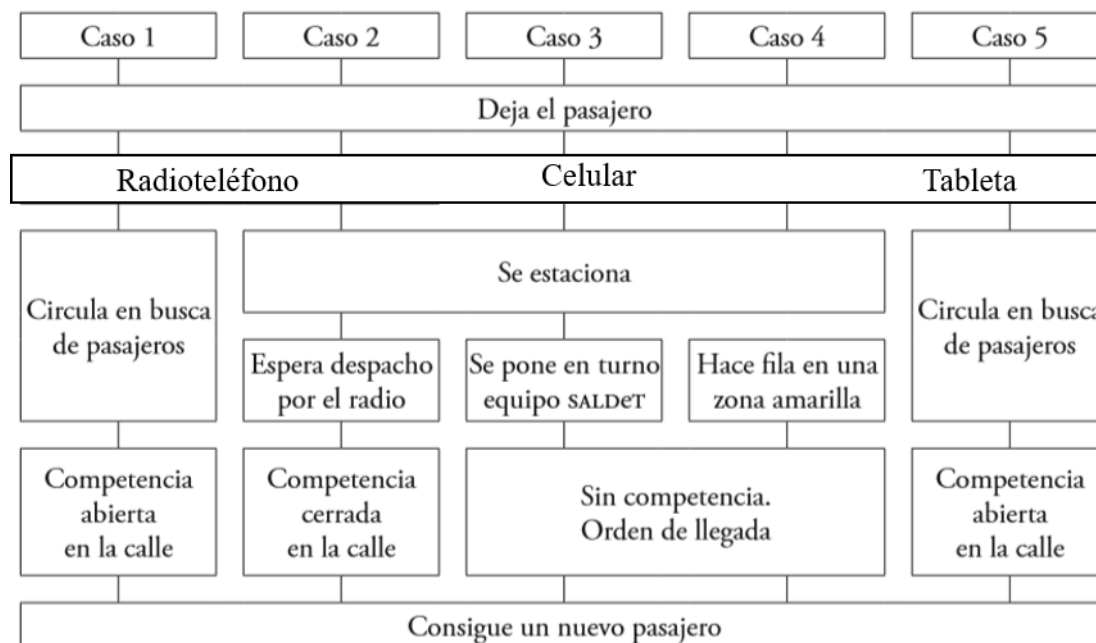 Caso 1
Caso 2
Caso 3
Caso 4
Caso 5
Deja el pasajero
Radioteléfono
Celular
Tableta
Circula en busca
de pasajeros
Se estaciona
Circula en busca
de pasajeros
Espera despacho
por el radio
Se pone en turno
equipo SALDeT
Hace fila en una
zona amarilla
Competencia
abierta
en la calle
Competencia
cerrada
en la calle
Sin competencia.
Orden de llegada
Competencia
abierta
en la calle
Consigue un nuevo pasajero